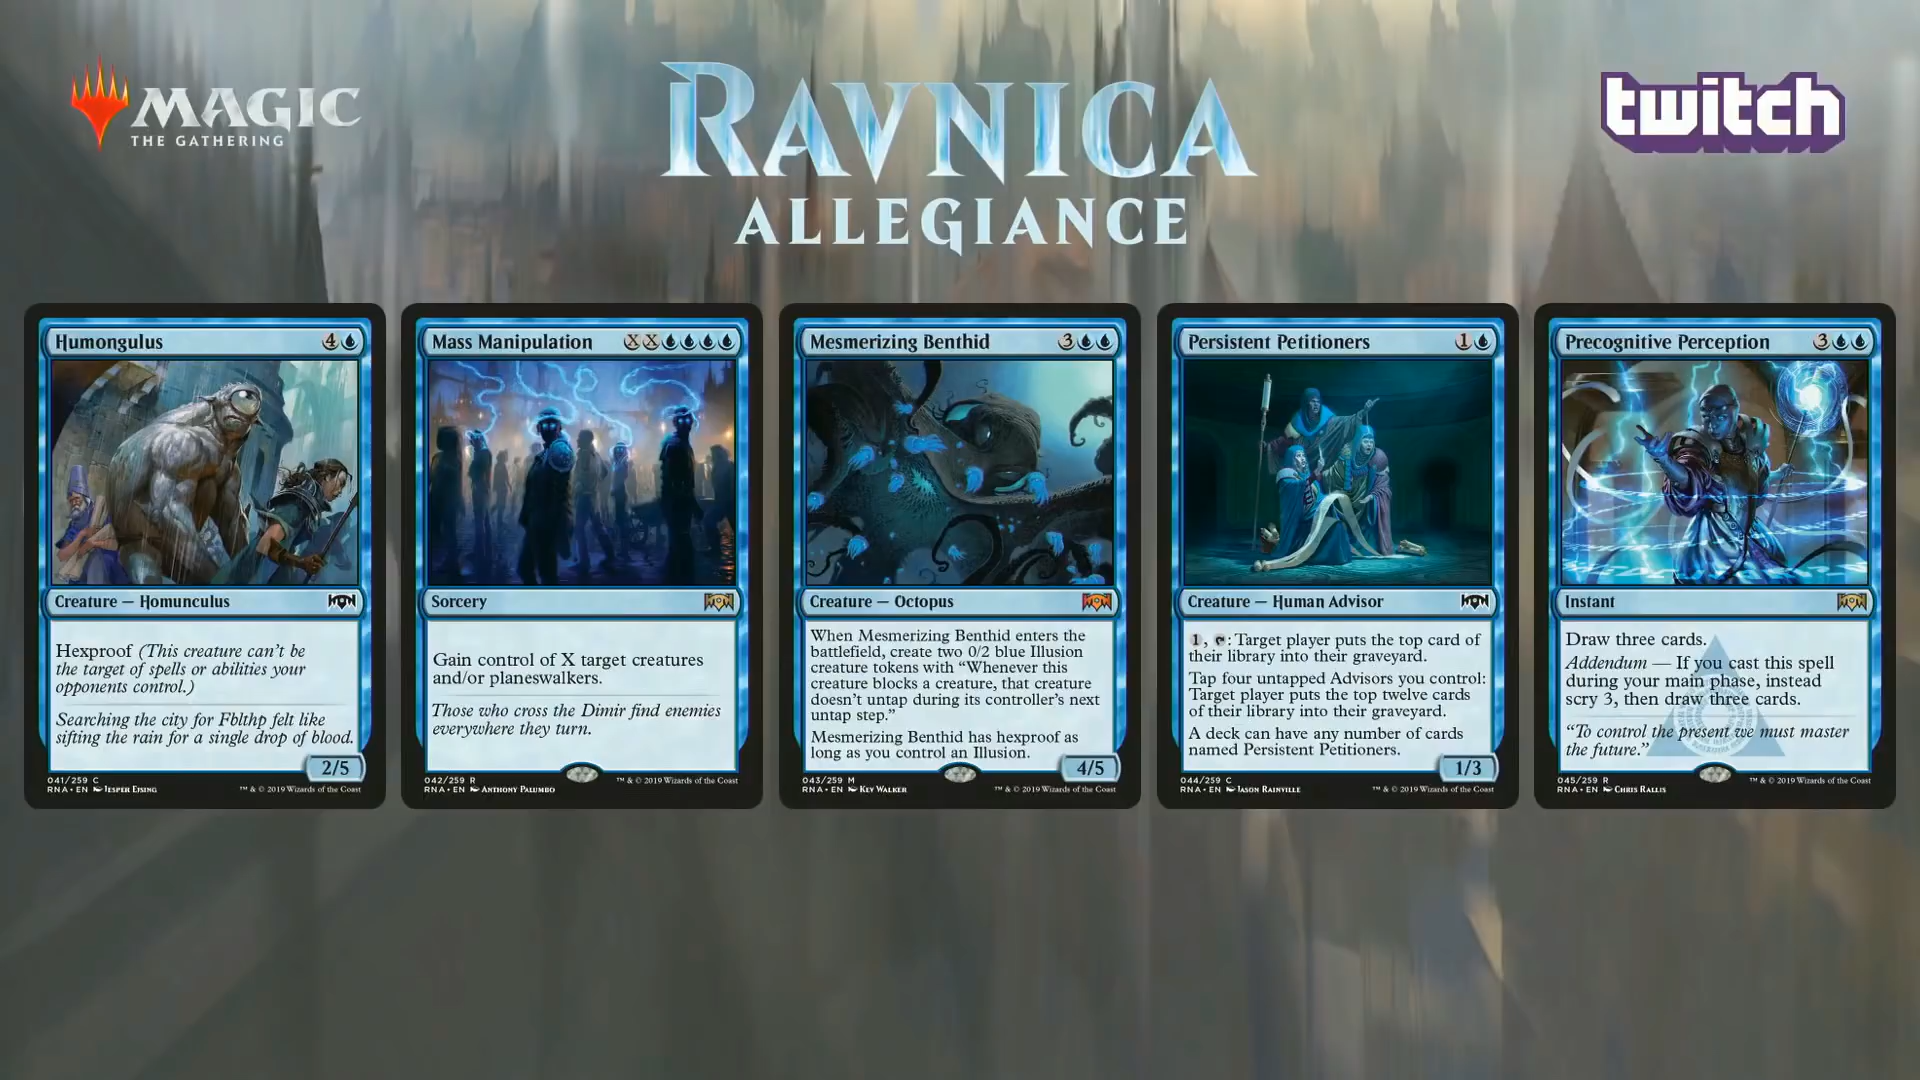 MAGIC
THE GATHERING
RAVNICA
ALLEGIANCE
twitch
Humongulus 4
Creature — Homunculus
Hexproof (This creature can't be
the target of spells or abilities your
opponents control.)
Searching the city for Fblthp felt like
sifting the rain for a single drop of blood.
2/5
041/259 C
RNA • EN Jesper Ejsing
™ & © 2019 Wizards of the Coast
Mass Manipulation XX
Sorcery
Gain control of X target creatures
and/or planeswalkers.
Those who cross the Dimir find enemies
everywhere they turn.
042/259 R
RNA • EN Anthony Palumbo
™ & © 2019 Wizards of the Coast
Mesmerizing Benthid 3
Creature — Octopus
When Mesmerizing Benthid enters the
battlefield, create two 0/2 blue Illusion
creature tokens with “Whenever this
creature blocks a creature, that creature
doesn't untap during its controller's next
untap step.”
Mesmerizing Benthid has hexproof as
long as you control an Illusion.
4/5
043/259 M
RNA • EN Kev Walker
™ & © 2019 Wizards of the Coast
Persistent Petitioners 1
Creature — Human Advisor
1, : Target player puts the top card of
their library into their graveyard.
Tap four untapped Advisors you control:
Target player puts the top twelve cards
of their library into their graveyard.
A deck can have any number of cards
named Persistent Petitioners.
1/3
044/259 C
RNA • EN Jason Rainville
™ & © 2019 Wizards of the Coast
Precognitive Perception 3
Instant
Draw three cards.
Addendum — If you cast this spell
during your main phase, instead
scry 3, then draw three cards.
“To control the present we must master
the future.”
045/259 R
RNA • EN Chris Rallis
™ & © 2019 Wizards of the Coast